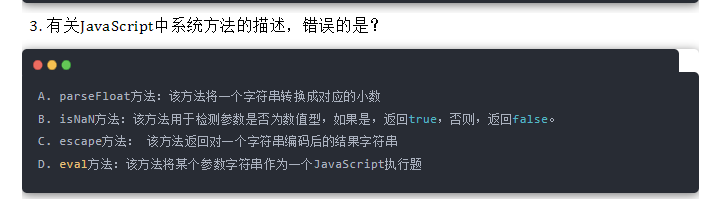 3. 有关JavaScript中系统方法的描述，错误的是？
A. parseFloat方法：该方法将一个字符串转换成对应的小数
B. isNaN方法：该方法用于检测参数是否为数值型，如果是，返回true，否则，返回false。
C. escape方法： 该方法返回对一个字符串编码后的结果字符串
D. eval方法：该方法将某个参数字符串作为一个JavaScript执行题